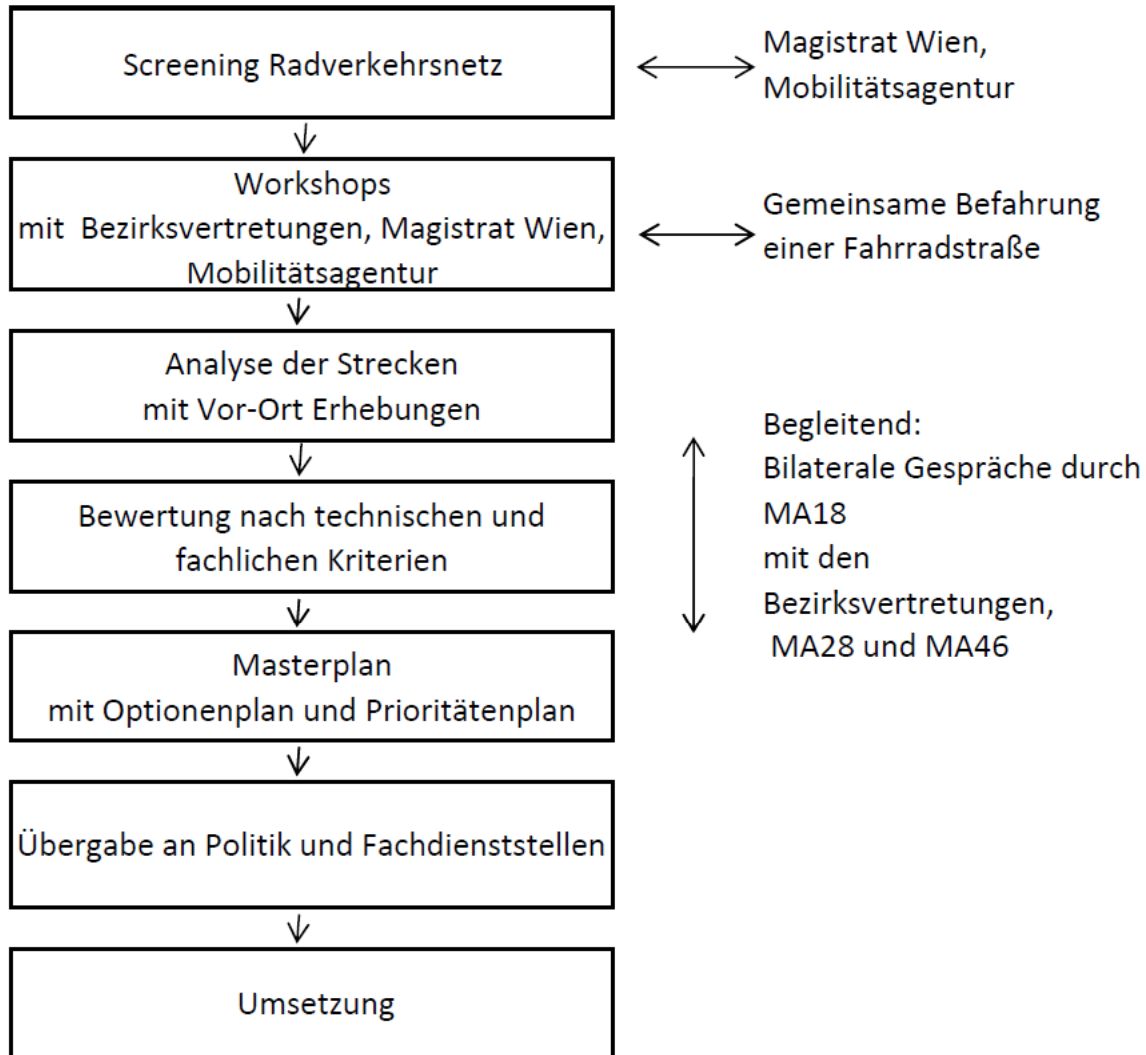 Screening Radverkehrsnetz
Magistrat Wien,
Mobilitätsagentur
Workshops
mit Bezirksvertretungen, Magistrat Wien,
Mobilitätsagentur
Gemeinsame Befahrung
einer Fahrradstraße
Analyse der Strecken
mit Vor-Ort Erhebungen
Bewertung nach technischen und
fachlichen Kriterien
Masterplan
mit Optionenplan und Prioritätenplan
Begleitend:
Bilaterale Gespräche durch
MA18
mit den
Bezirksvertretungen,
MA28 und MA46
Übergabe an Politik und Fachdienststellen
Umsetzung